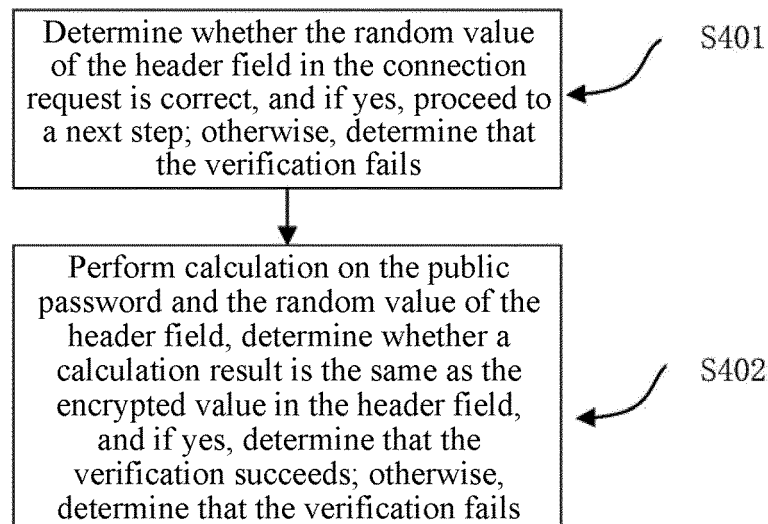 Determine whether the random value
of the header field in the connection
request is correct, and if yes, proceed to
a next step; otherwise, determine that
the verification fails
S401
Perform calculation on the public
password and the random value of the
header field, determine whether a
calculation result is the same as the
encrypted value in the header field,
and if yes, determine that the
verification succeeds; otherwise,
determine that the verification fails
S402